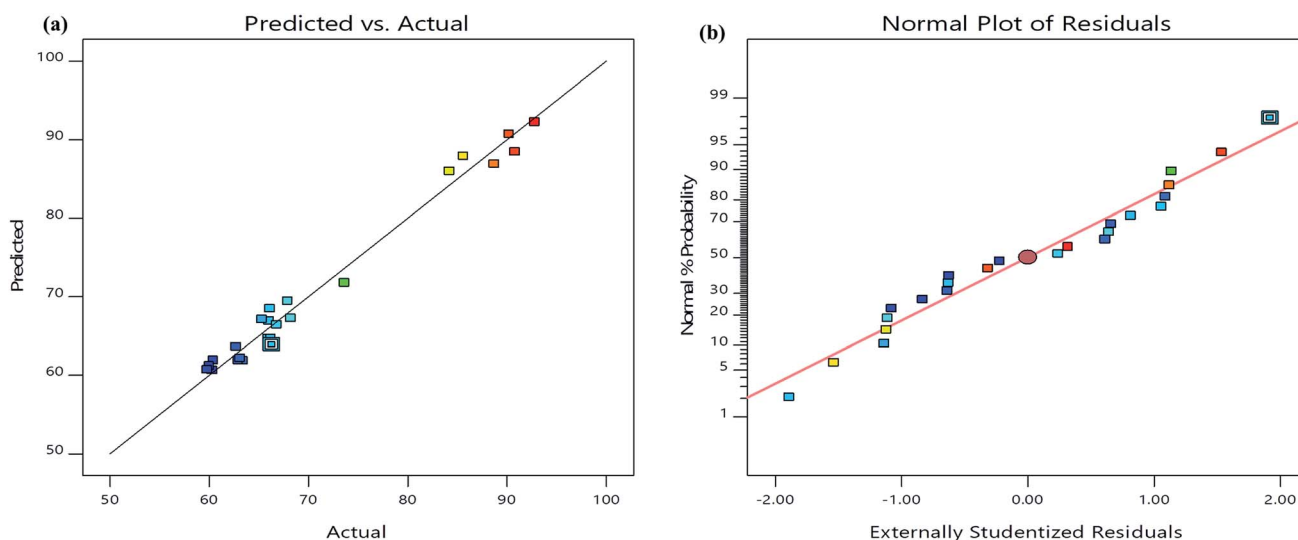 (a)
Predicted vs. Actual
Predicted
100
90
80
70
60
50
50 60 70 80 90 100
Actual
(b)
Normal Plot of Residuals
Normal % Probability
99
95
90
80
70
50
30
20
10
5
1
-2.00 -1.00 0.00 1.00 2.00
Externally Studentized Residuals